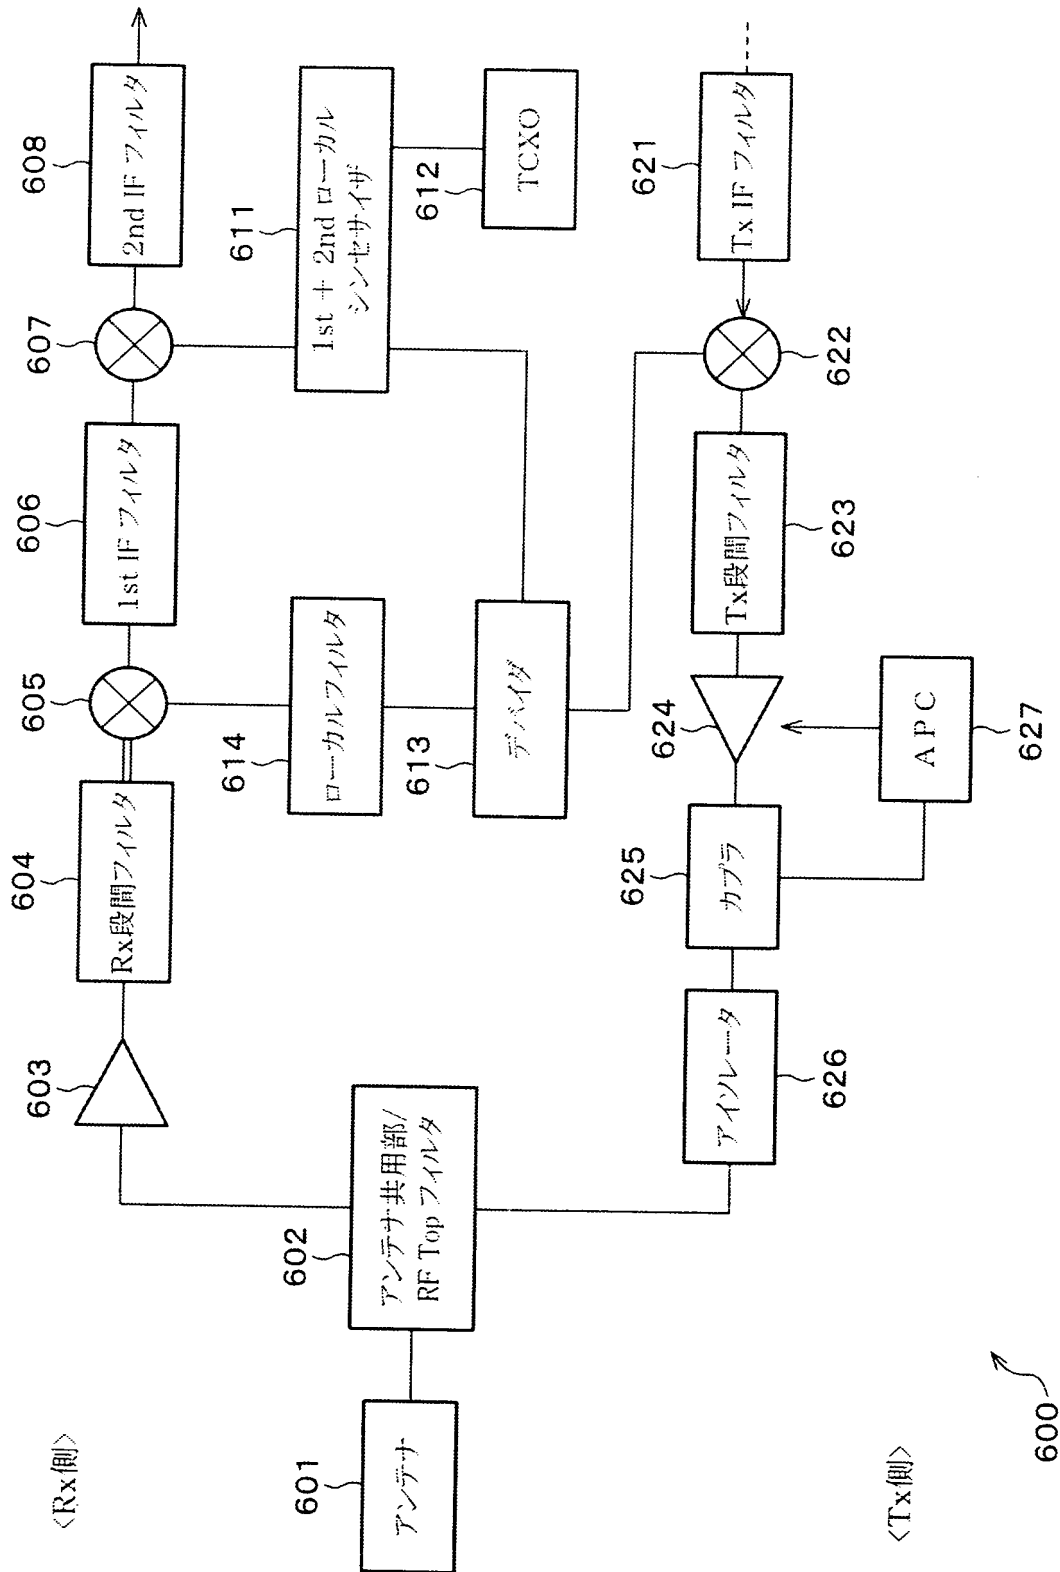 <Rx側>
603
604
Rx段間フィルタ
605
606
1st IF フィルタ
607
608
2nd IF フィルタ
601
アンテナ
602
アンテナ共用部/
RF Top フィルタ
614
ローカルフィルタ
613
デバイダ
611
1st + 2nd ローカル
シンセサイザ
612
TCXO
626
アイソレータ
625
カプラ
624
Tx段間フィルタ
623
622
621
Tx IF フィルタ
A P C
627
<Tx側>
600